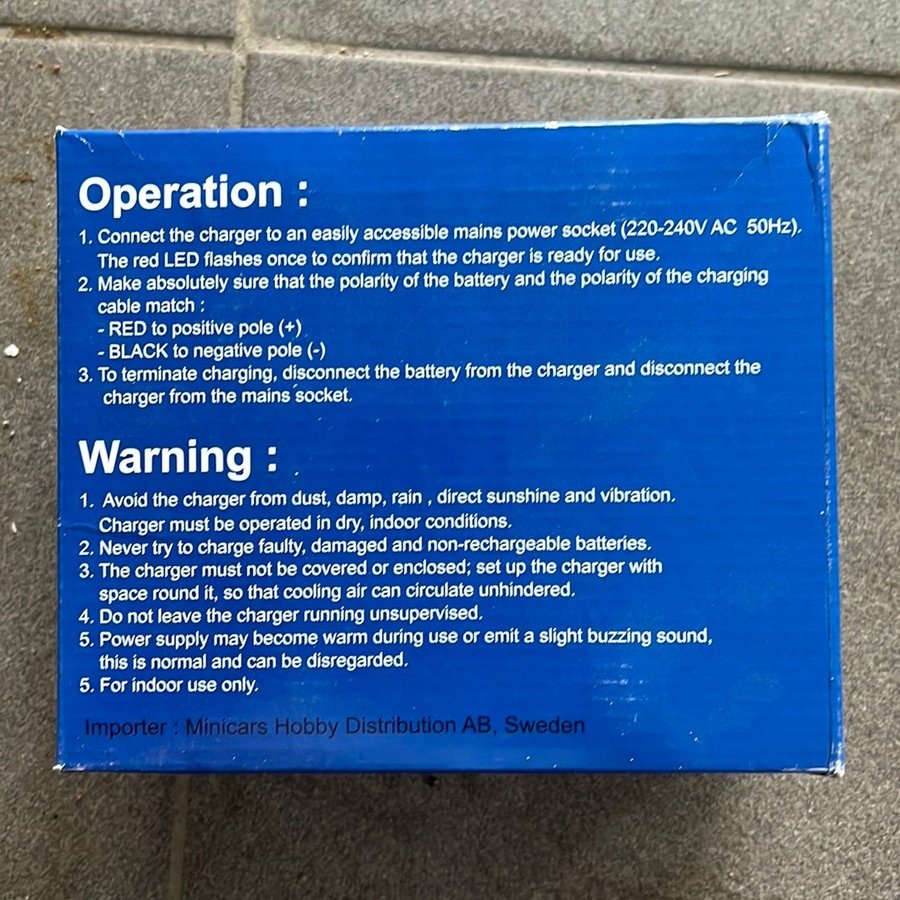 Operation :
1. Connect the charger to an easily accessible mains power socket (220-240V AC 50Hz).
The red LED flashes once to confirm that the charger is ready for use.
2. Make absolutely sure that the polarity of the battery and the polarity of the charging
cable match :
- RED to positive pole (+)
- BLACK to negative pole (-)
3. To terminate charging, disconnect the battery from the charger and disconnect the
charger from the mains socket.
Warning :
1. Avoid the charger from dust, damp, rain , direct sunshine and vibration.
Charger must be operated in dry, indoor conditions.
2. Never try to charge faulty, damaged and non-rechargeable batteries.
3. The charger must not be covered or enclosed; set up the charger with
space round it, so that cooling air can circulate unhindered.
4. Do not leave the charger running unsupervised.
5. Power supply may become warm during use or emit a slight buzzing sound,
this is normal and can be disregarded.
5. For indoor use only.
Importer : Minicars Hobby Distribution AB, Sweden